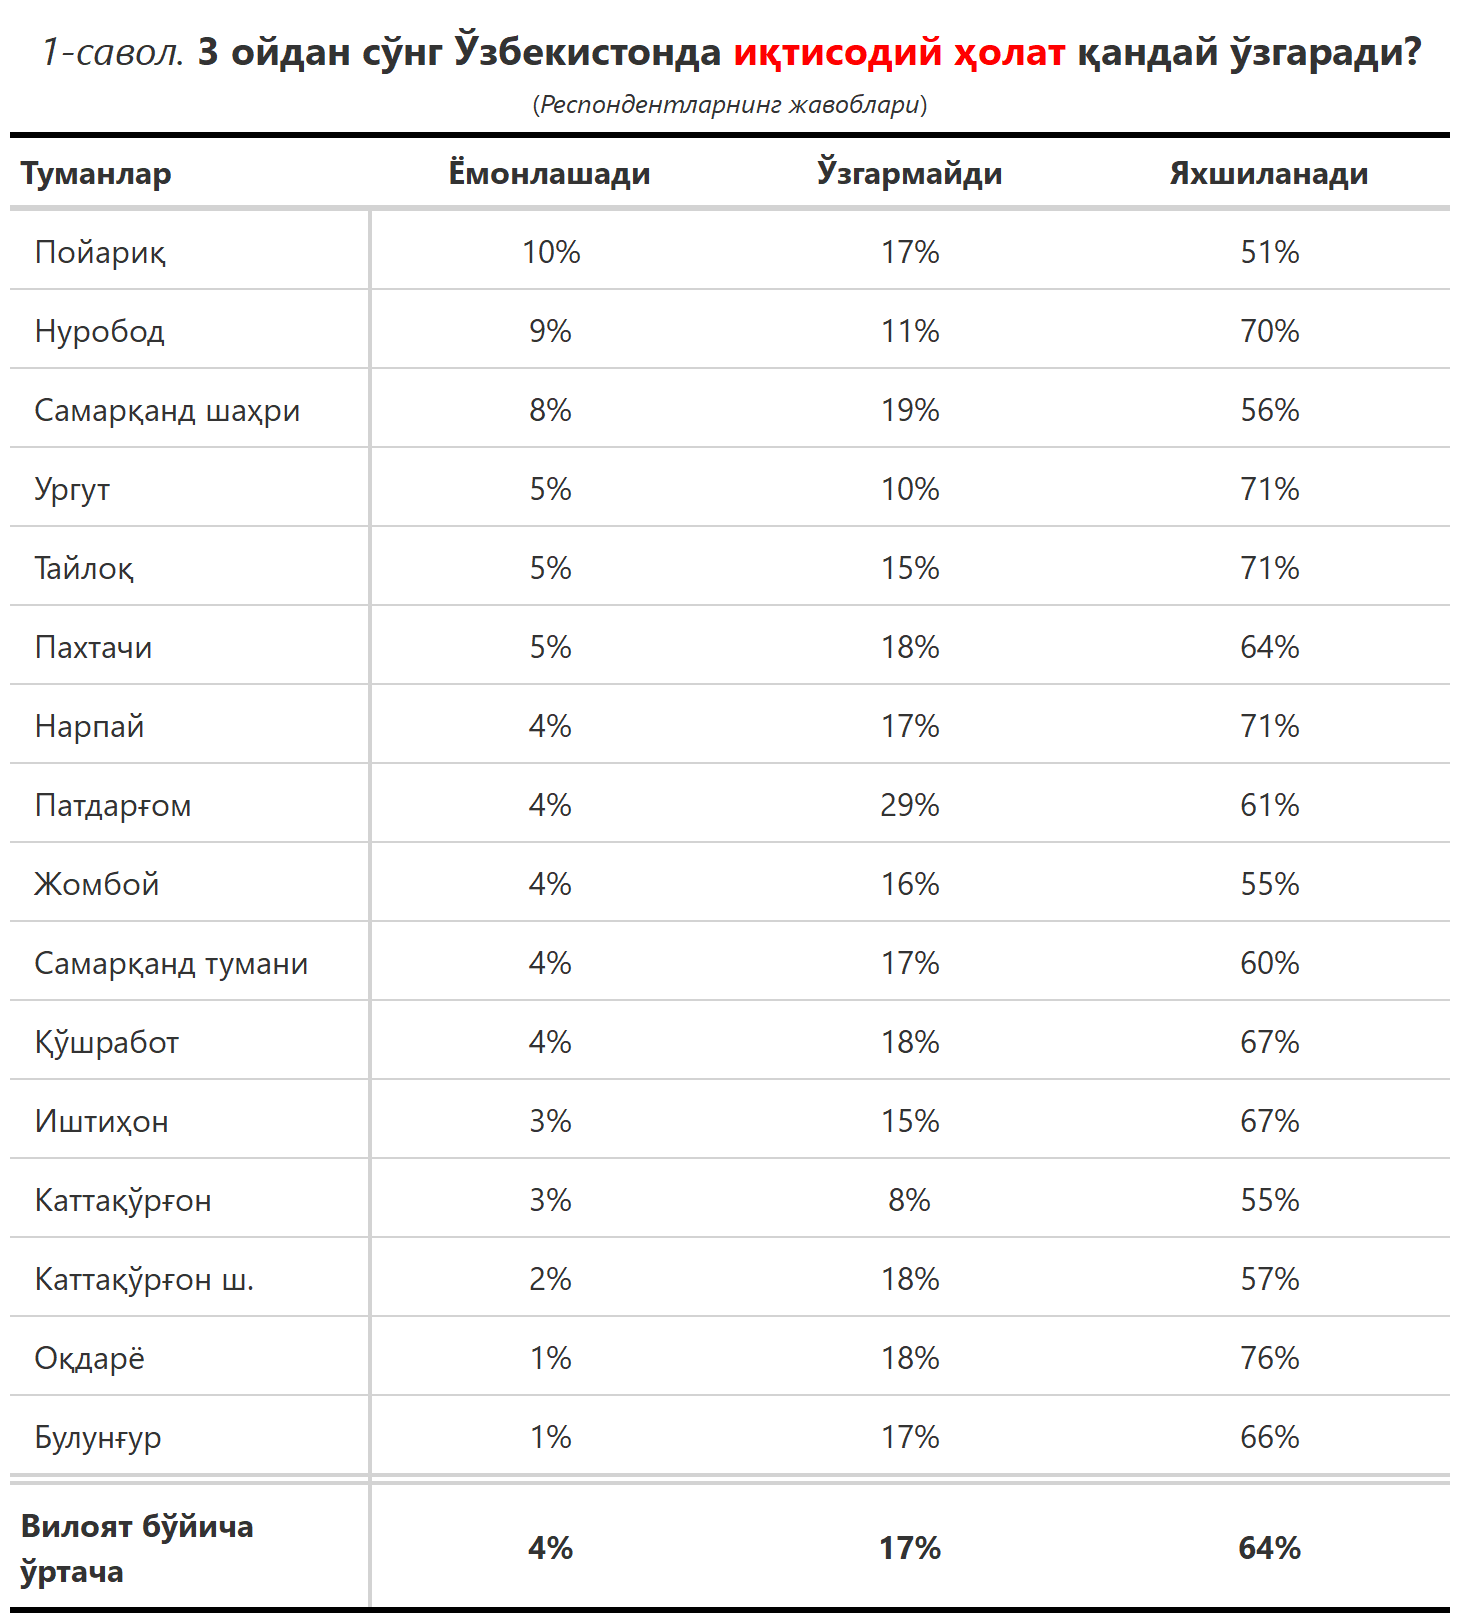 1-савол. 3 ойдан сўнг Ўзбекистонда иқтисодий ҳолат қандай ўзгаради?
(Респондентларнинг жавоблари)
Туманлар Ёмонлашади Ўзгармайди Яхшиланади
Пойариқ 10% 17% 51%
Нуробод 9% 11% 70%
Самарқанд шаҳри 8% 19% 56%
Ургут 5% 10% 71%
Тайлоқ 5% 15% 71%
Пахтачи 5% 18% 64%
Нарпай 4% 17% 71%
Патдарғом 4% 29% 61%
Жомбой 4% 16% 55%
Самарқанд тумани 4% 17% 60%
Қўшработ 4% 18% 67%
Иштиҳон 3% 15% 67%
Каттақўрғон 3% 8% 55%
Каттақўрғон ш. 2% 18% 57%
Оқдарё 1% 18% 76%
Булунғур 1% 17% 66%
Вилоят бўйича
ўртача 4% 17% 64%